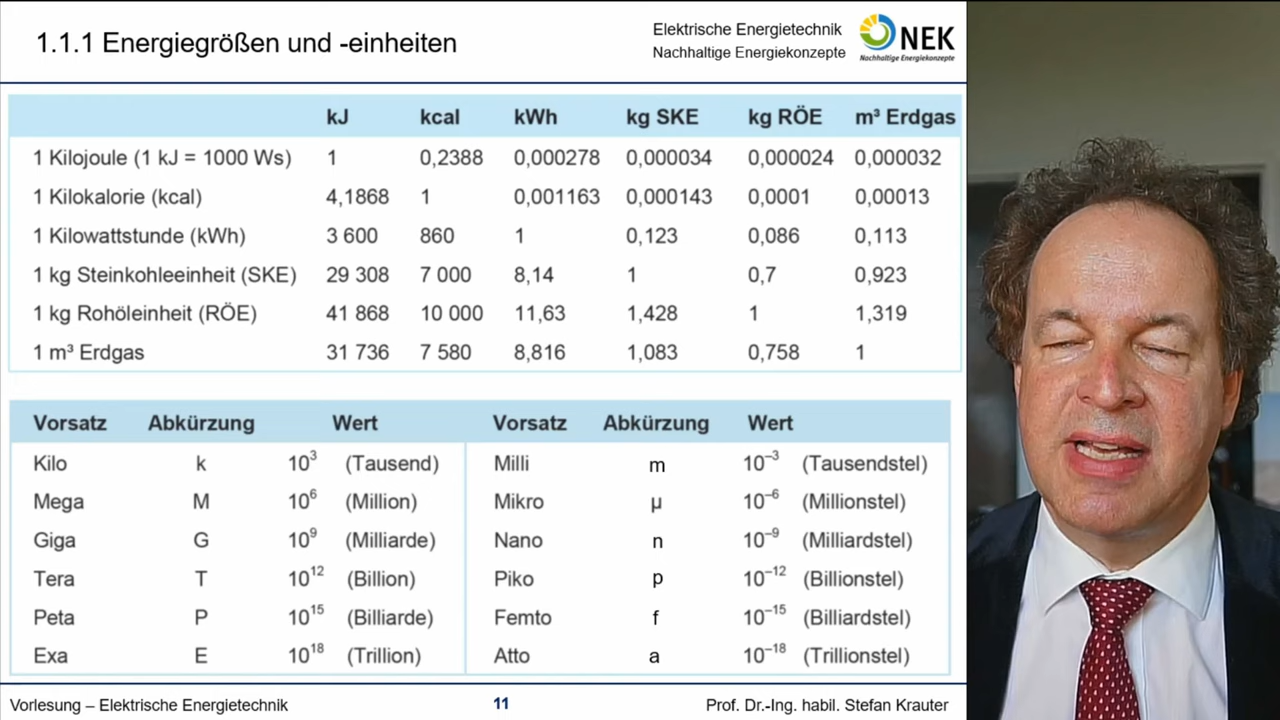 1.1.1 Energiegrößen und -einheiten
Elektrische Energietechnik
Nachhaltige Energiekonzepte
NEK
Nachhaltige Energiekonzepte
kJ kcal kWh kg SKE kg RÖE m³ Erdgas
1 Kilojoule (1 kJ = 1000 Ws) 1 0,2388 0,000278 0,000034 0,000024 0,000032
1 Kilokalorie (kcal) 4,1868 1 0,001163 0,000143 0,0001 0,00013
1 Kilowattstunde (kWh) 3 600 860 1 0,123 0,086 0,113
1 kg Steinkohleeinheit (SKE) 29 308 7 000 8,14 1 0,7 0,923
1 kg Rohöleinheit (RÖE) 41 868 10 000 11,63 1,428 1 1,319
1 m³ Erdgas 31 736 7 580 8,816 1,083 0,758 1
Vorsatz Abkürzung Wert Vorsatz Abkürzung Wert
Kilo k 10³ (Tausend) Milli m 10⁻³ (Tausendstel)
Mega M 10⁶ (Million) Mikro µ 10⁻⁶ (Millionstel)
Giga G 10⁹ (Milliarde) Nano n 10⁻⁹ (Milliardstel)
Tera T 10¹² (Billion) Piko p 10⁻¹² (Billionstel)
Peta P 10¹⁵ (Billiarde) Femto f 10⁻¹⁵ (Billiardstel)
Exa E 10¹⁸ (Trillion) Atto a 10⁻¹⁸ (Trillionstel)
Vorlesung – Elektrische Energietechnik 11 Prof. Dr.-Ing. habil. Stefan Krauter